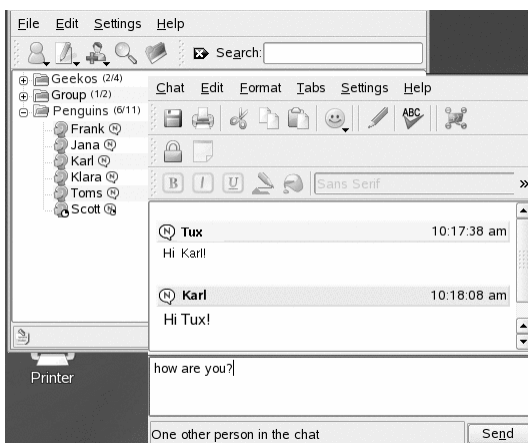 File Edit Settings Help
Search:
Geekos (2/4)
Group (1/2)
Penguins (6/11)
Frank N
Jana N
Karl N
Klara N
Toms N
Scott N
Chat Edit Format Tabs Settings Help
ABC
B I U Sans Serif »
N Tux 10:17:38 am
Hi Karl!
N Karl 10:18:08 am
Hi Tux!
how are you?
One other person in the chat Send
Printer